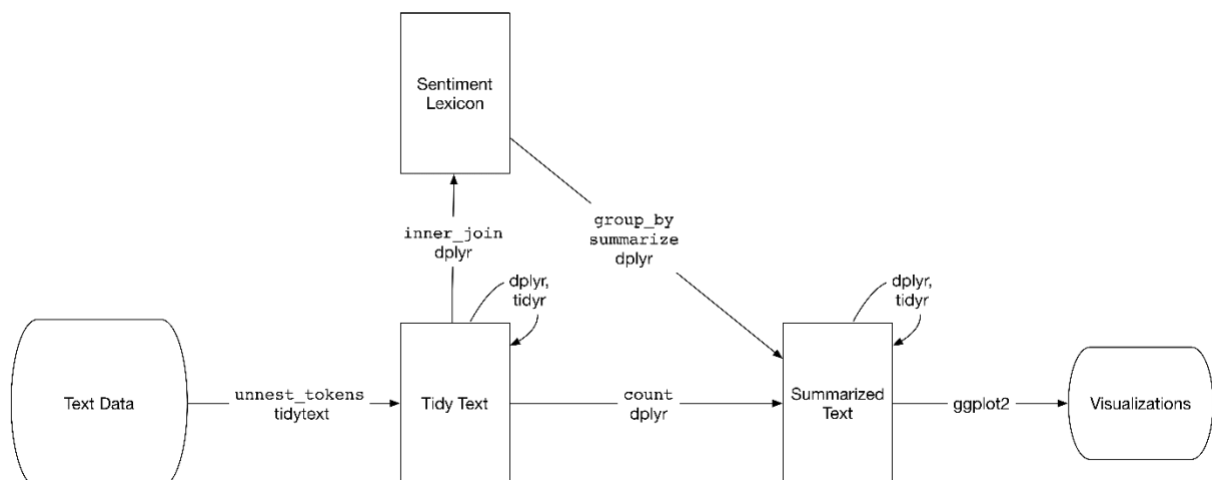 Sentiment
Lexicon
inner_join
dplyr
group_by
summarize
dplyr
dplyr,
tidyr
dplyr,
tidyr
Text Data
unnest_tokens
tidytext
Tidy Text
count
dplyr
Summarized
Text
ggplot2
Visualizations